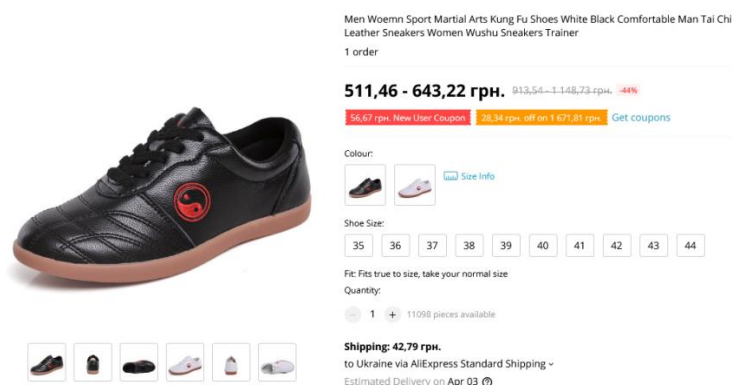 Men Woemn Sport Martial Arts Kung Fu Shoes White Black Comfortable Man Tai Chi
Leather Sneakers Women Wushu Sneakers Trainer
1 order
511,46 - 643,22 грн. 913,54 - 1 148,73 грн. -44%
56,67 грн. New User Coupon 28,34 грн. off on 1 671,81 грн. Get coupons
Colour:
Size Info
Shoe Size:
35 36 37 38 39 40 41 42 43 44
Fit: Fits true to size, take your normal size
Quantity:
− 1 + 11098 pieces available
Shipping: 42,79 грн.
to Ukraine via AliExpress Standard Shipping
Estimated Delivery on Apr 03